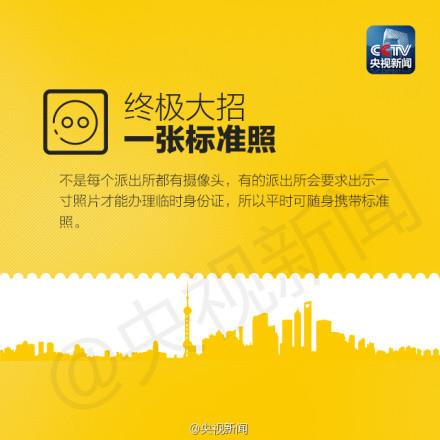 CCTV
央视新闻
终极大招
一张标准照
不是每个派出所都有摄像头，有的派出所会要求出示一
寸照片才能办理临时身份证，所以平时可随身携带标准
照。
@央视新闻
@央视新闻